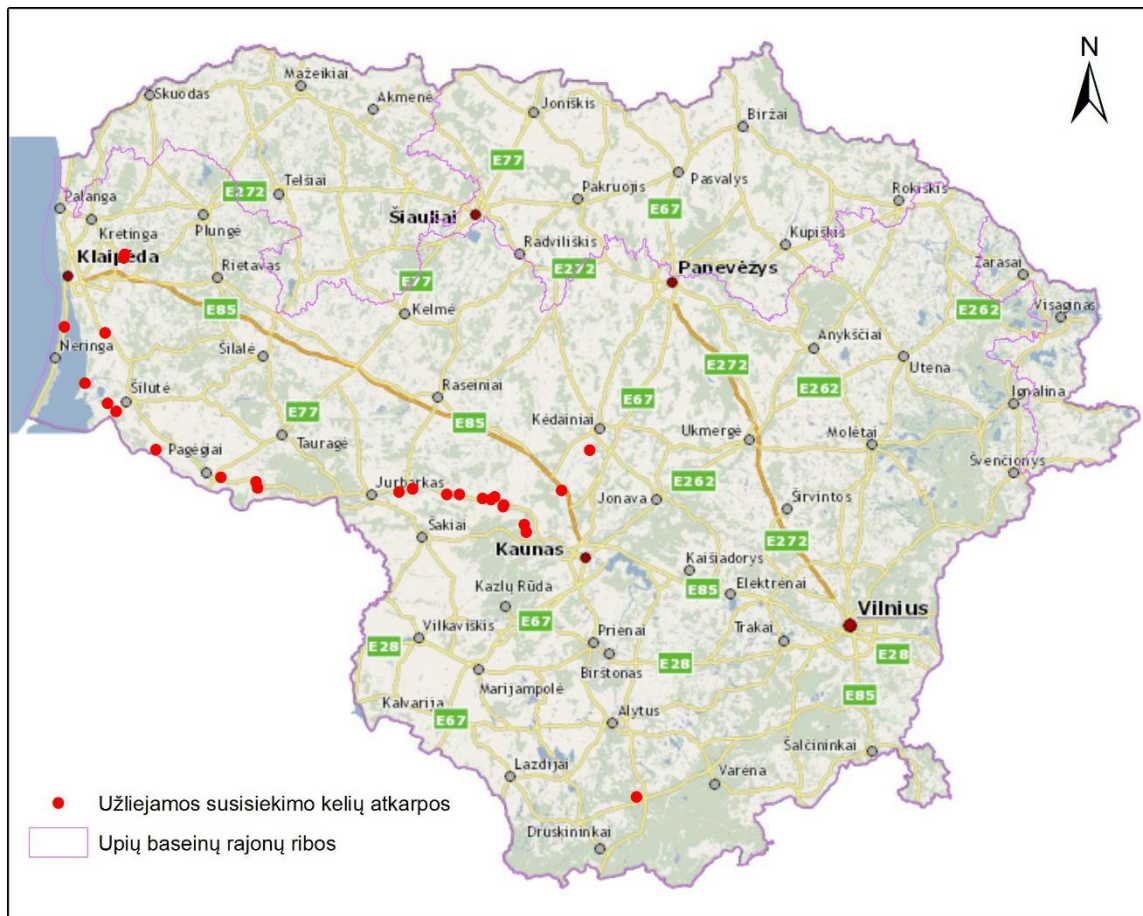 N
Mažeikiai
Skuodas
Akmenė
Joniškis
Biržai
E77
Pasvalys
Telšiai
E272
Pakruojis
Rokiškis
Palanga
E67
Šiauliai
Plungė
Kretinga
Kupiškis
Radviliškis
Klaipėda
E272
Panevėžys
Zarasai
Rietavas
E77
Visaginas
E85
Kelmė
E262
Anykščiai
Neringa
Šilalė
Utena
E272
E262
Ignalina
Šilutė
Raseiniai
E67
E77
Kėdainiai
E85
Tauragė
Ukmergė
Molėtai
Pagėgiai
Švenčionys
Jurbarkas
E262
Jonava
Širvintos
Šakiai
E272
Kaunas
Kaišiadorys
Kazlų Rūda
E85
Elektrėnai
Vilnius
E67
Vilkaviškis
Prienai
Trakai
E28
Birštonas
E28
E28
Marijampolė
E85
Kalvarija
E67
Alytus
Šalčininkai
Lazdijai
Varėna
Užliejamos susisiekimo kelių atkarpos
Druskininkai
Upių baseinų rajonų ribos